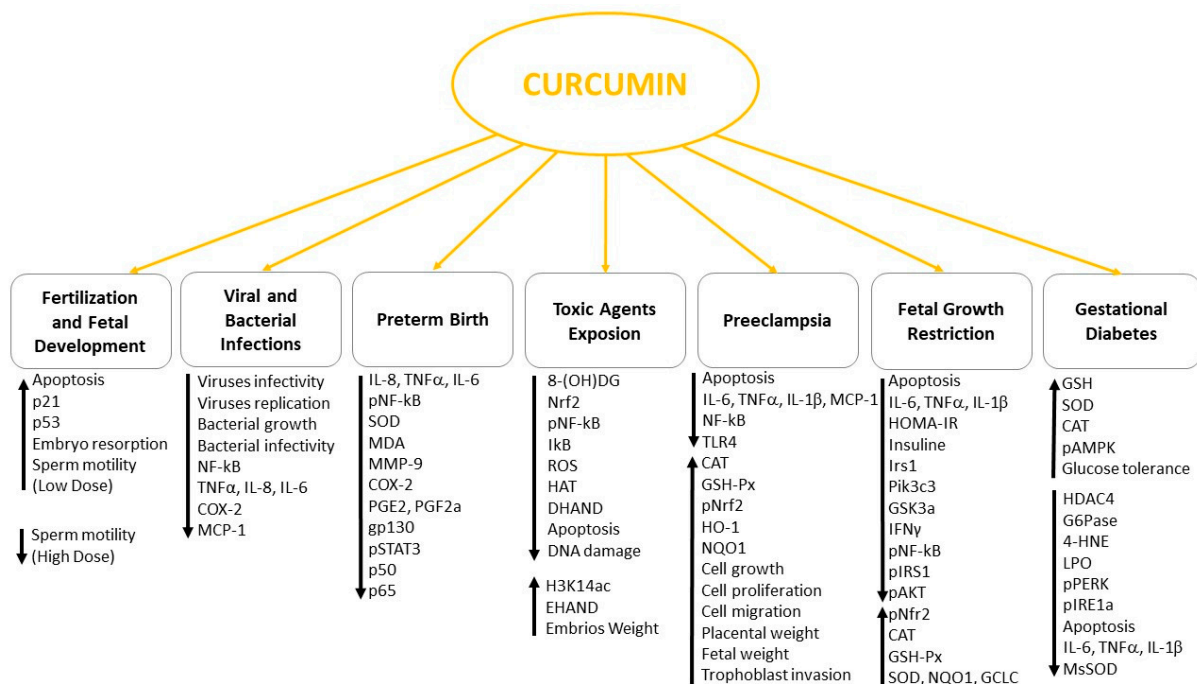 CURCUMIN
Fertilization
and Fetal
Development
Apoptosis
p21
p53
Embryo resorption
Sperm motility
(Low Dose)
Sperm motility
(High Dose)
Viral and
Bacterial
Infections
Viruses infectivity
Viruses replication
Bacterial growth
Bacterial infectivity
NF-kB
TNFα, IL-8, IL-6
COX-2
MCP-1
Preterm Birth
IL-8, TNFα, IL-6
pNF-kB
SOD
MDA
MMP-9
COX-2
PGE2, PGF2a
gp130
pSTAT3
p50
p65
Toxic Agents
Exposion
8-(OH)DG
Nrf2
pNF-kB
IkB
ROS
HAT
DHAND
Apoptosis
DNA damage
H3K14ac
EHAND
Embrios Weight
Preeclampsia
Apoptosis
IL-6, TNFα, IL-1β, MCP-1
NF-kB
TLR4
CAT
GSH-Px
pNrf2
HO-1
NQO1
Cell growth
Cell proliferation
Cell migration
Placental weight
Fetal weight
Trophoblast invasion
Fetal Growth
Restriction
Apoptosis
IL-6, TNFα, IL-1β
HOMA-IR
Insuline
Irs1
Pik3c3
GSK3a
IFNγ
pNF-kB
pIRS1
pAKT
pNfr2
CAT
GSH-Px
SOD, NQO1, GCLC
Gestational
Diabetes
GSH
SOD
CAT
pAMPK
Glucose tolerance
HDAC4
G6Pase
4-HNE
LPO
pPERK
pIRE1a
Apoptosis
IL-6, TNFα, IL-1β
MsSOD